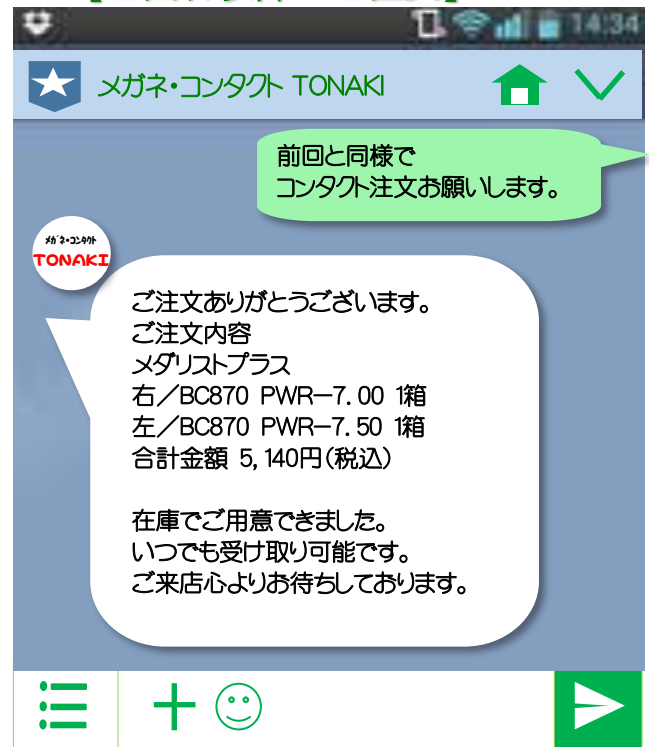 14:34
メガネ・コンタクト TONAKI
前回と同様で
コンタクト注文お願いします。
メガネ・コンタクト
TONAKI
ご注文ありがとうございます。
ご注文内容
メダリストプラス
右／BC870 PWR－7.00 1箱
左／BC870 PWR－7.50 1箱
合計金額 5,140円(税込)
在庫でご用意できました。
いつでも受け取り可能です。
ご来店心よりお待ちしております。